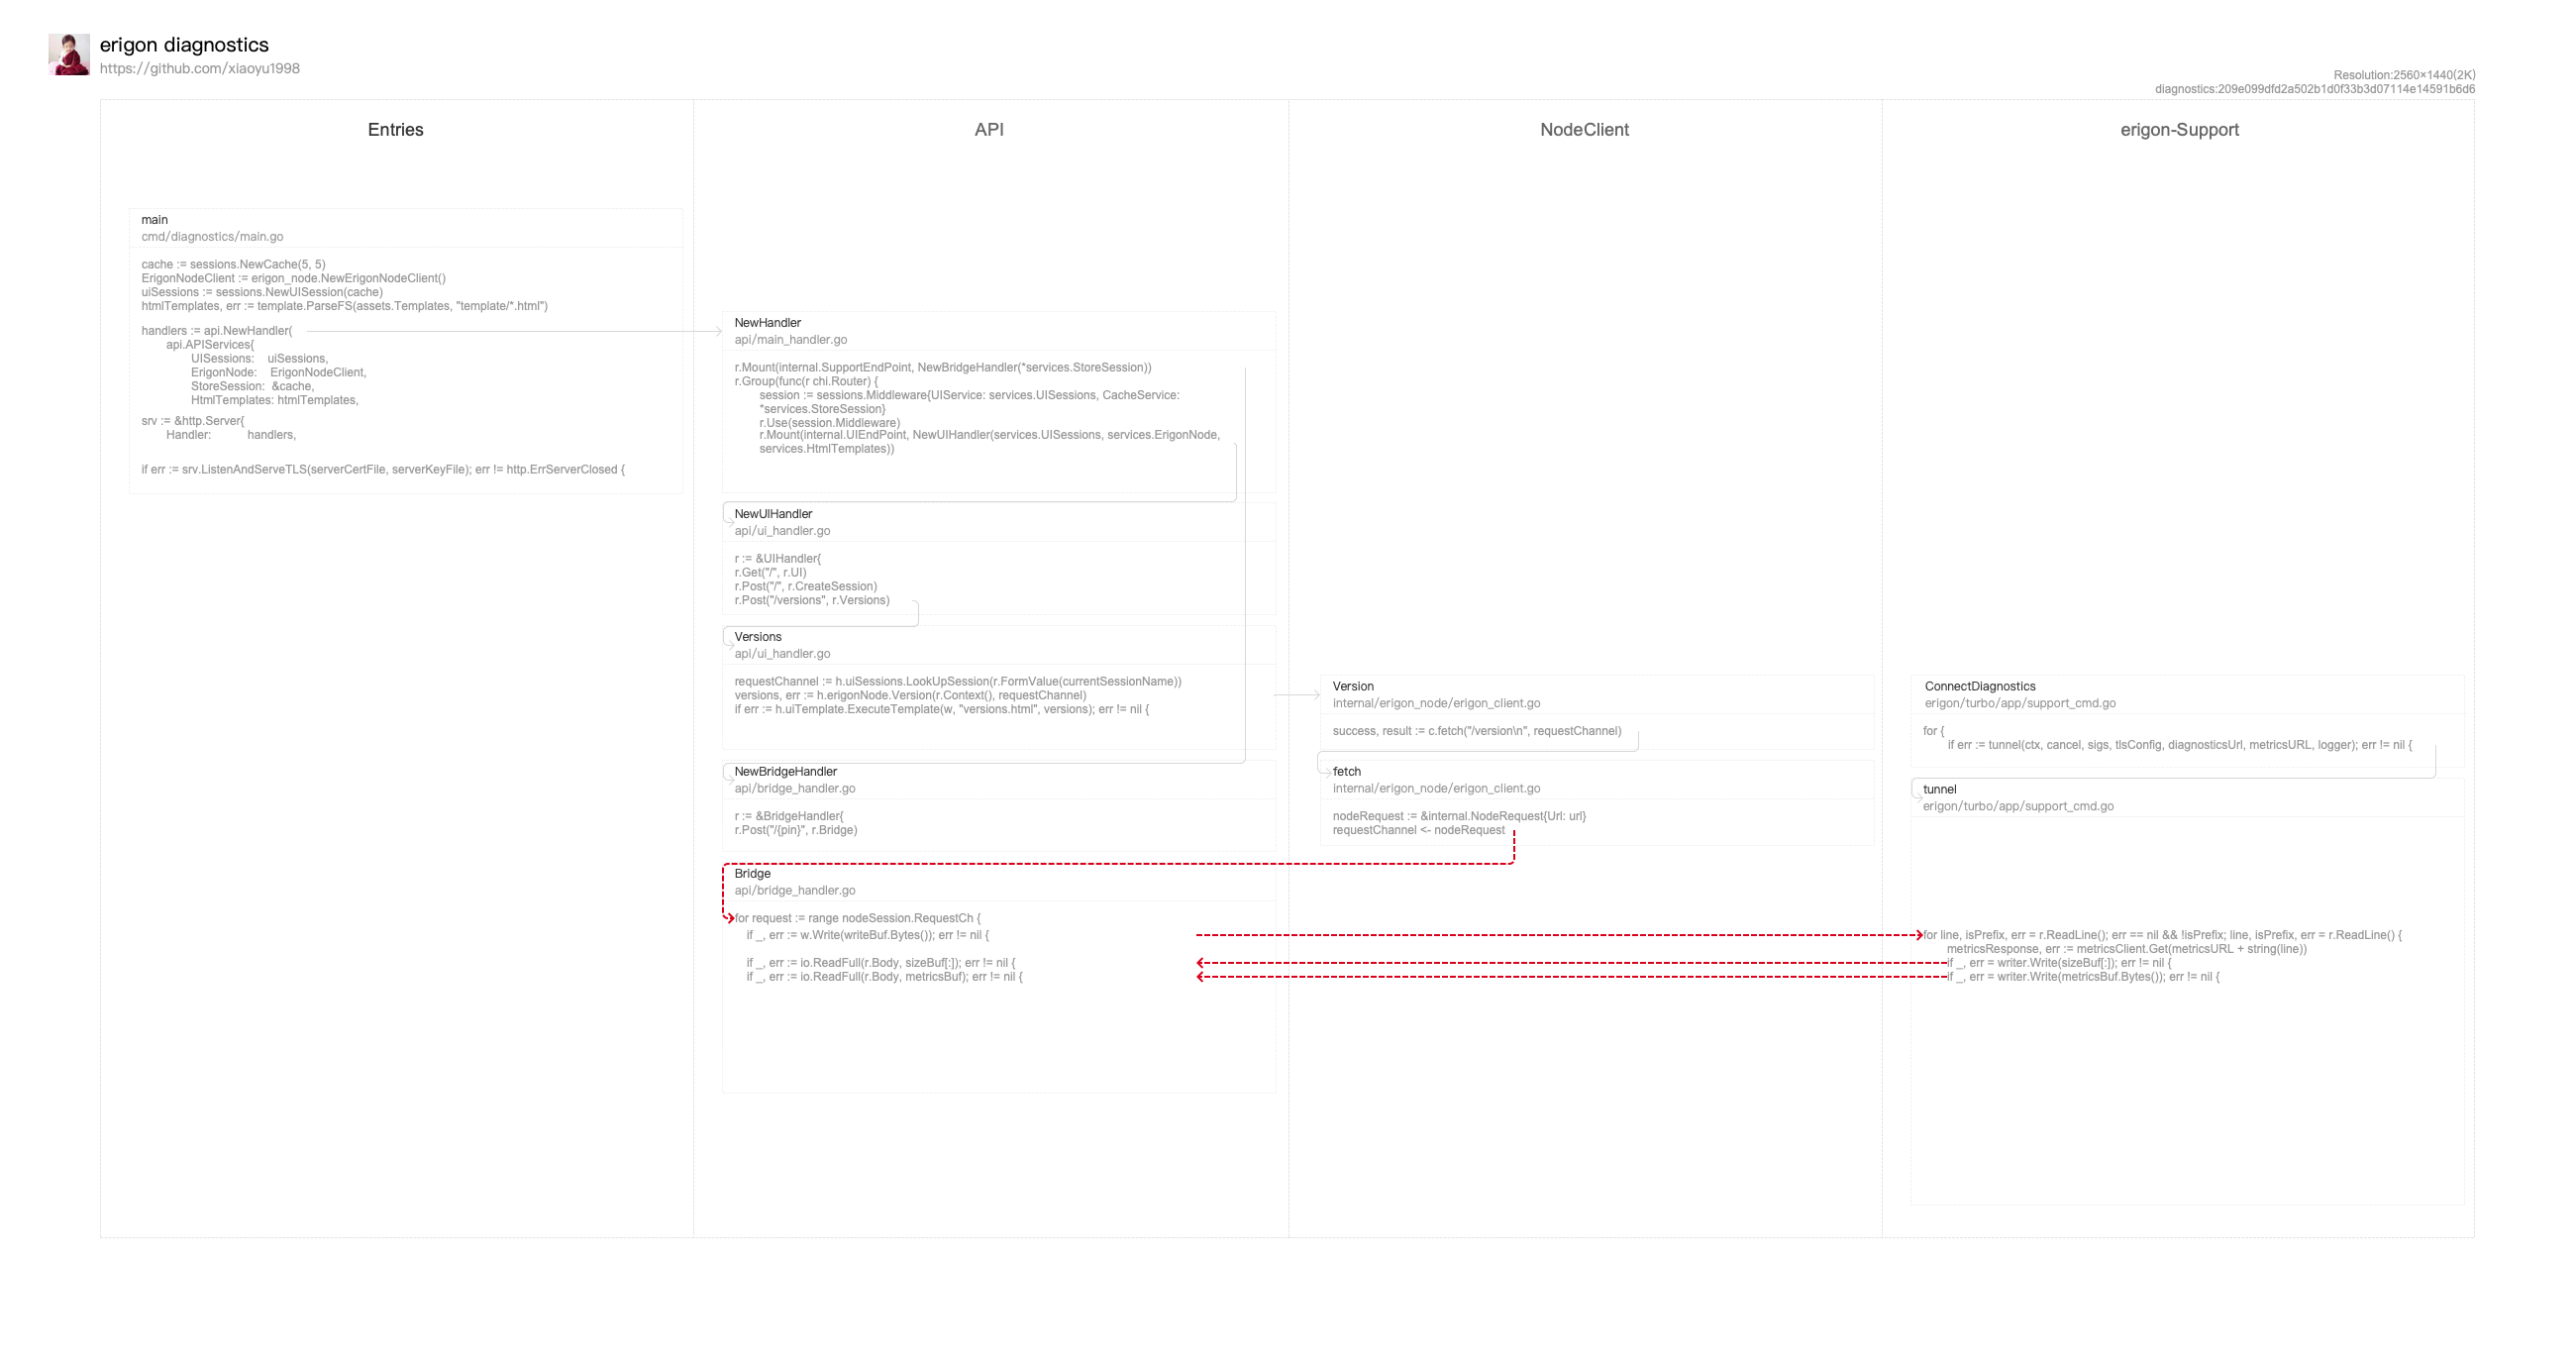 erigon diagnostics
https://github.com/xiaoyu1998
Resolution:2560×1440(2K)
diagnostics:209e099dfd2a502b1d0f33b3d07114e14591b6d6
Entries
main
cmd/diagnostics/main.go
cache := sessions.NewCache(5, 5)
ErigonNodeClient := erigon_node.NewErigonNodeClient()
uiSessions := sessions.NewUISession(cache)
htmlTemplates, err := template.ParseFS(assets.Templates, "template/*.html")
handlers := api.NewHandler(
api.APIServices{
UISessions: uiSessions,
ErigonNode: ErigonNodeClient,
StoreSession: &cache,
HtmlTemplates: htmlTemplates,
srv := &http.Server{
Handler: handlers,
if err := srv.ListenAndServeTLS(serverCertFile, serverKeyFile); err != http.ErrServerClosed {
API
NewHandler
api/main_handler.go
r.Mount(internal.SupportEndPoint, NewBridgeHandler(*services.StoreSession))
r.Group(func(r chi.Router) {
session := sessions.Middleware{UIService: services.UISessions, CacheService:
*services.StoreSession}
r.Use(session.Middleware)
r.Mount(internal.UIEndPoint, NewUIHandler(services.UISessions, services.ErigonNode,
services.HtmlTemplates))
NewUIHandler
api/ui_handler.go
r := &UIHandler{
r.Get("/", r.UI)
r.Post("/", r.CreateSession)
r.Post("/versions", r.Versions)
Versions
api/ui_handler.go
requestChannel := h.uiSessions.LookUpSession(r.FormValue(currentSessionName))
versions, err := h.erigonNode.Version(r.Context(), requestChannel)
if err := h.uiTemplate.ExecuteTemplate(w, "versions.html", versions); err != nil {
NewBridgeHandler
api/bridge_handler.go
r := &BridgeHandler{
r.Post("/{pin}", r.Bridge)
Bridge
api/bridge_handler.go
for request := range nodeSession.RequestCh {
if _, err := w.Write(writeBuf.Bytes()); err != nil {
if _, err := io.ReadFull(r.Body, sizeBuf[:]); err != nil {
if _, err := io.ReadFull(r.Body, metricsBuf); err != nil {
NodeClient
Version
internal/erigon_node/erigon_client.go
success, result := c.fetch("/version\n", requestChannel)
fetch
internal/erigon_node/erigon_client.go
nodeRequest := &internal.NodeRequest{Url: url}
requestChannel <- nodeRequest
erigon-Support
ConnectDiagnostics
erigon/turbo/app/support_cmd.go
for {
if err := tunnel(ctx, cancel, sigs, tlsConfig, diagnosticsUrl, metricsURL, logger); err != nil {
tunnel
erigon/turbo/app/support_cmd.go
for line, isPrefix, err = r.ReadLine(); err == nil && !isPrefix; line, isPrefix, err = r.ReadLine() {
metricsResponse, err := metricsClient.Get(metricsURL + string(line))
if _, err = writer.Write(sizeBuf[:]); err != nil {
if _, err = writer.Write(metricsBuf.Bytes()); err != nil {